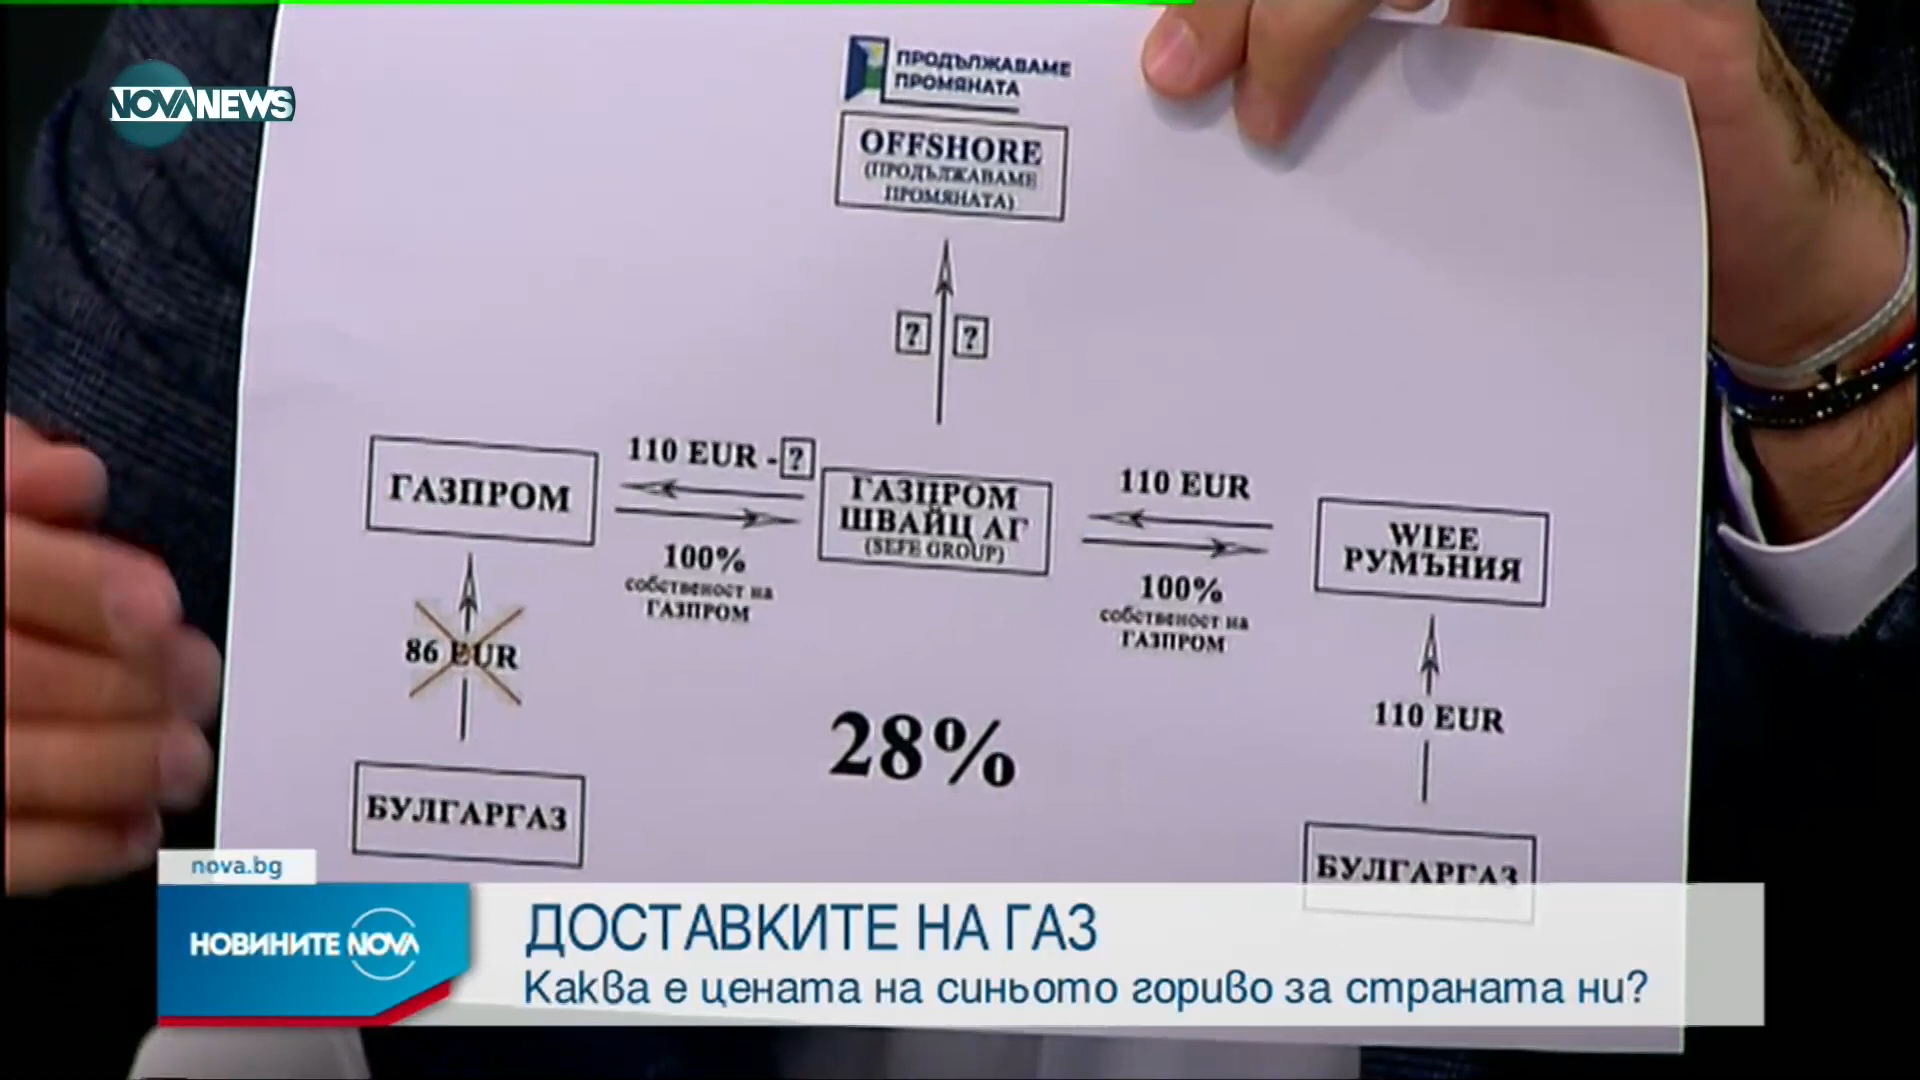 NOVANEWS
ПРОДЪЛЖАВАМЕ
ПРОМЯНАТА
OFFSHORE
(ПРОДЪЛЖАВАМЕ
ПРОМЯНАТА)
? ?
ГАЗПРОМ
110 EUR - ?
100%
собственост на
ГАЗПРОМ
ГАЗПРОМ
ШВАЙЦ АГ
(SEFE GROUP)
110 EUR
100%
собственост на
ГАЗПРОМ
WIEE
РУМЪНИЯ
86 EUR
110 EUR
28%
БУЛГАРГАЗ
БУЛГАРГАЗ
nova.bg
НОВИНИТЕ NOVA
ДОСТАВКИТЕ НА ГАЗ
Каква е цената на синьото гориво за страната ни?